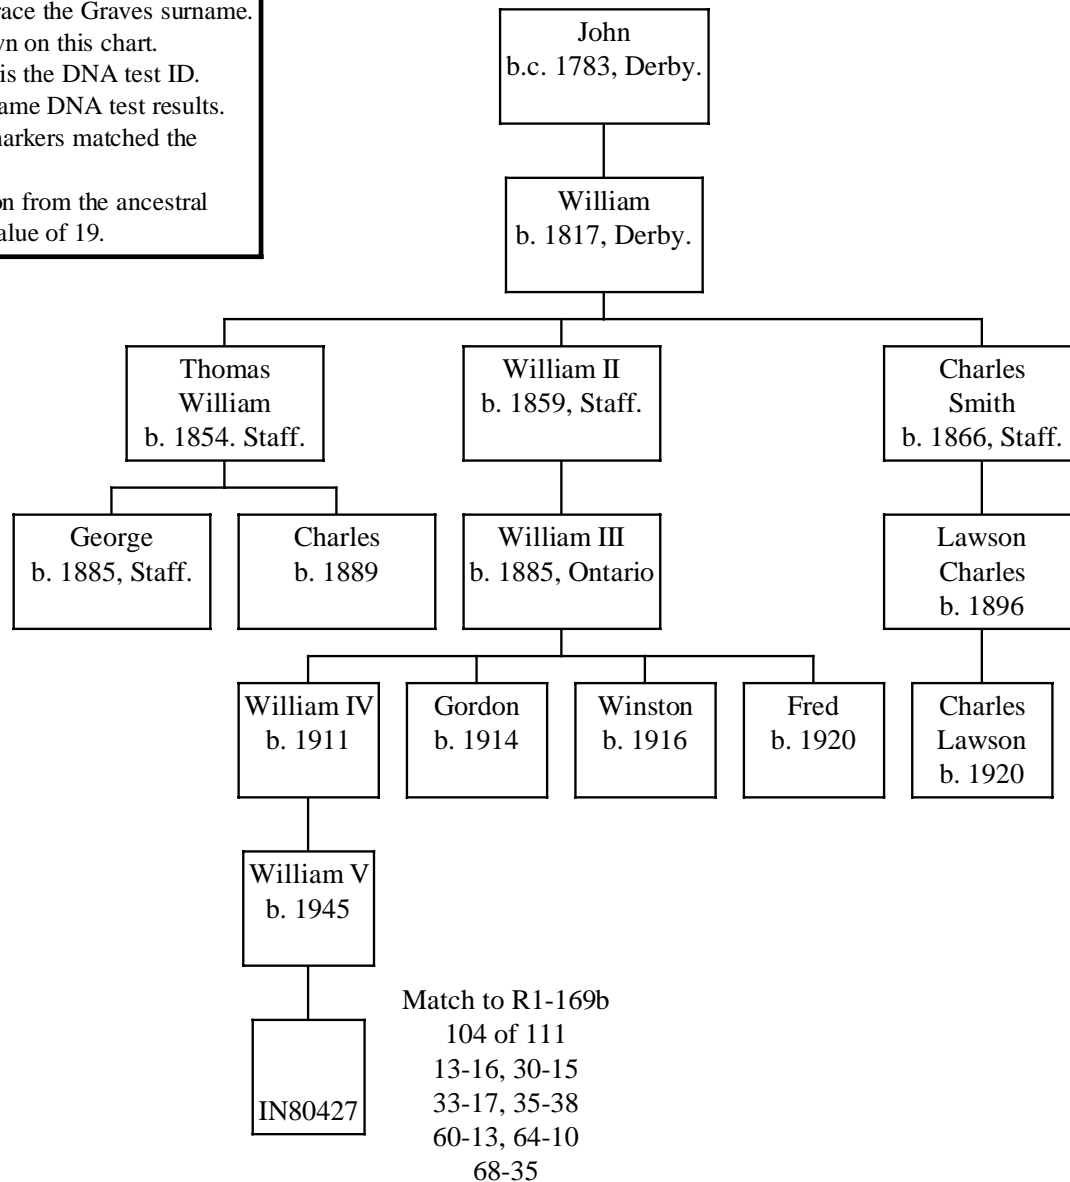 race the Graves surname.
wn on this chart.
is the DNA test ID.
ame DNA test results.
markers matched the
on from the ancestral
alue of 19.
John
b.c. 1783, Derby.
William
b. 1817, Derby.
Thomas
William
b. 1854. Staff.
William II
b. 1859, Staff.
Charles
Smith
b. 1866, Staff.
George
b. 1885, Staff.
Charles
b. 1889
William III
b. 1885, Ontario
Lawson
Charles
b. 1896
William IV
b. 1911
Gordon
b. 1914
Winston
b. 1916
Fred
b. 1920
Charles
Lawson
b. 1920
William V
b. 1945
IN80427
Match to R1-169b
104 of 111
13-16, 30-15
33-17, 35-38
60-13, 64-10
68-35